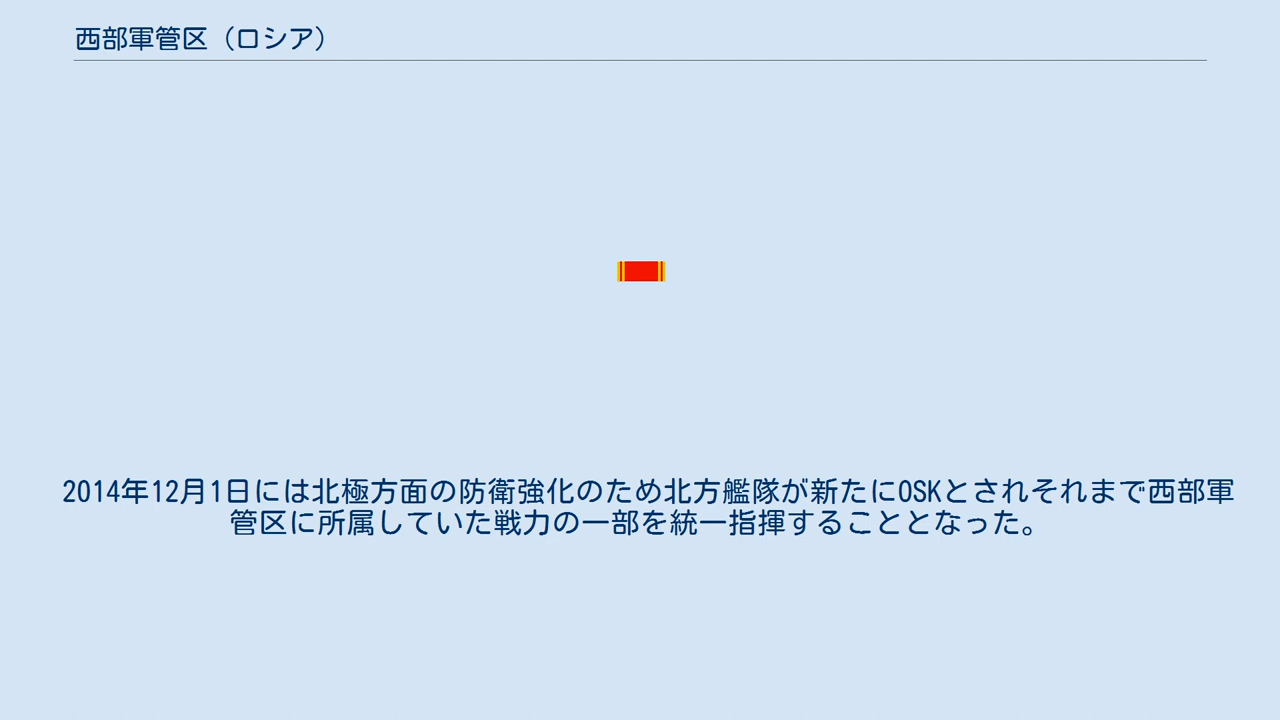 西部軍管区（ロシア）
2014年12月1日には北極方面の防衛強化のため北方艦隊が新たにOSKとされそれまで西部軍
管区に所属していた戦力の一部を統一指揮することとなった。